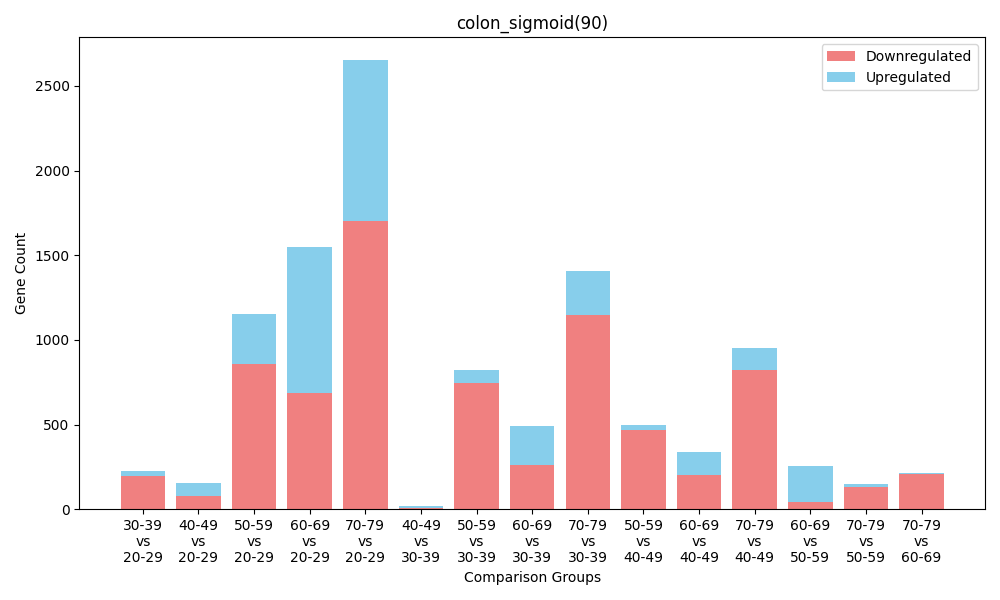 colon_sigmoid(90)
Downregulated
Upregulated
Gene Count
2500
2000
1500
1000
500
0
30-39 40-49 50-59 60-69 70-79 40-49 50-59 60-69 70-79 50-59 60-69 70-79 60-69 70-79 70-79
vs vs vs vs vs vs vs vs vs vs vs vs vs vs vs
20-29 20-29 20-29 20-29 20-29 30-39 30-39 30-39 30-39 40-49 40-49 40-49 50-59 50-59 60-69
Comparison Groups